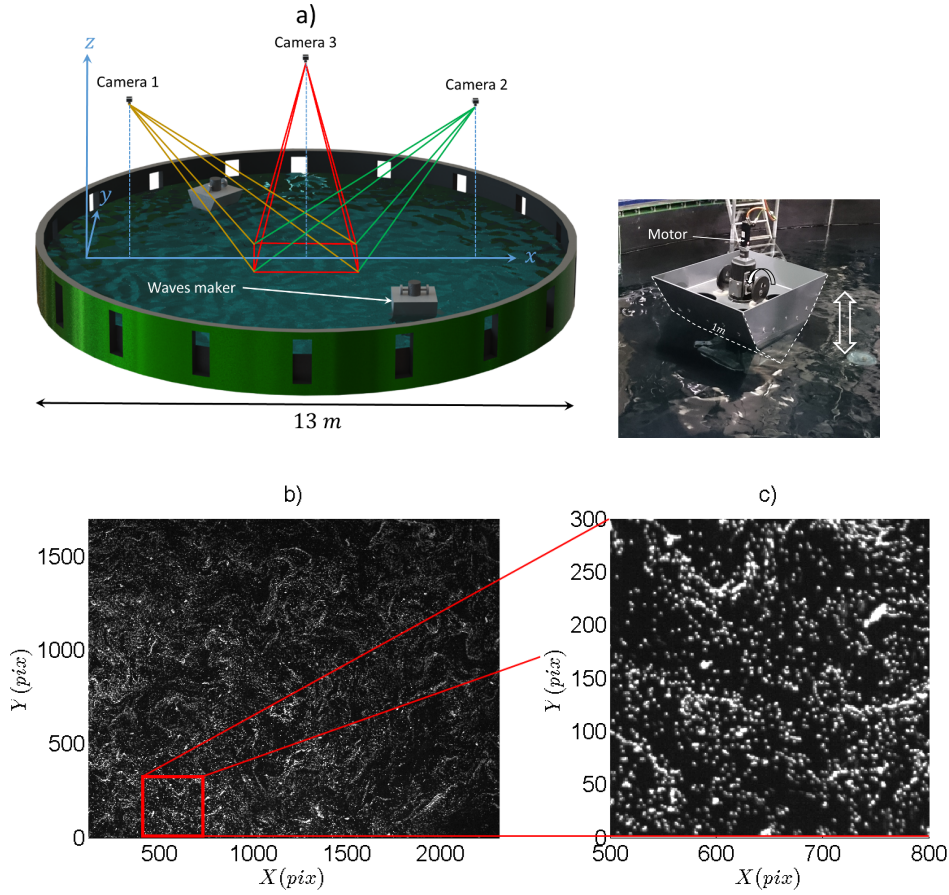 a)
Camera 3
z
Camera 1
Camera 2
y
x
Waves maker
13 m
Motor
1m
b)
c)
Y(pix)
1500
1000
500
0
500
1000
1500
2000
X(pix)
Y(pix)
300
250
200
150
100
50
0
500
600
700
800
X(pix)